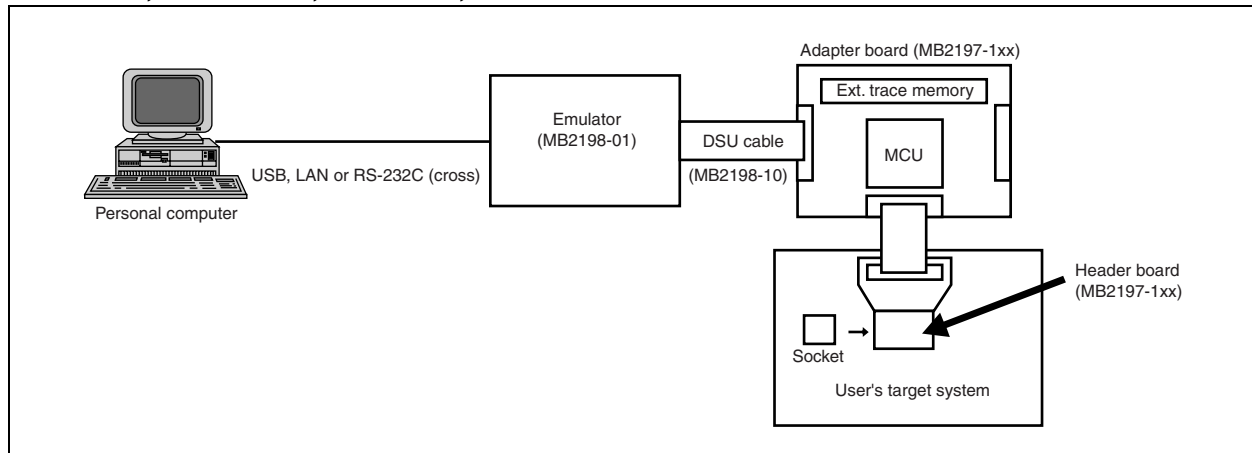 Adapter board (MB2197-1xx)
Ext. trace memory
Emulator
(MB2198-01)
DSU cable
MCU
USB, LAN or RS-232C (cross)
(MB2198-10)
Personal computer
Header board
(MB2197-1xx)
Socket
User's target system